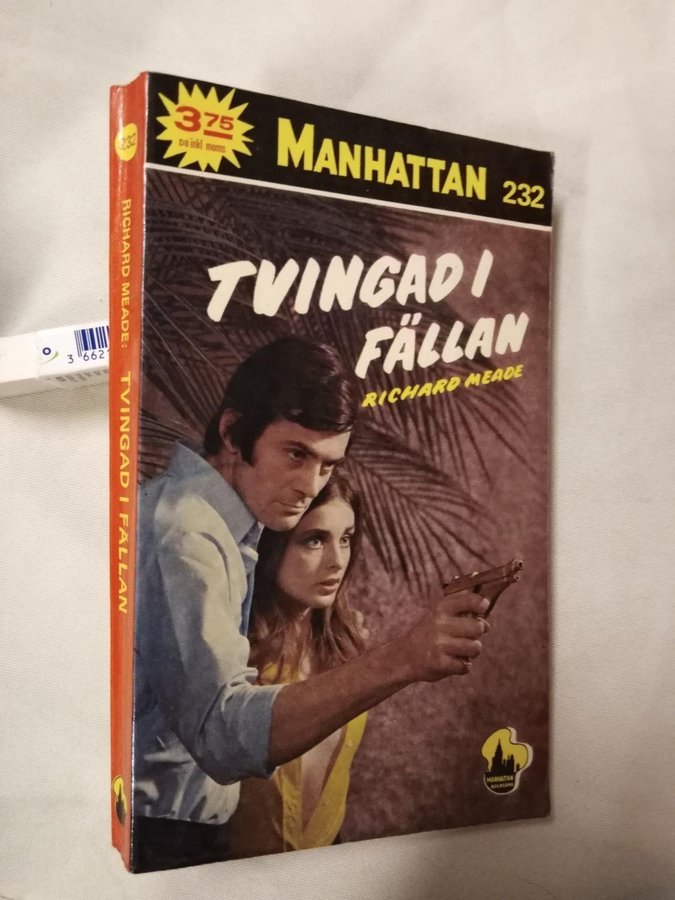 3 75
ca inkl moms
MANHATTAN 232
TVINGAD I
FÄLLAN
RICHARD MEADE
MANHATTAN
232
RICHARD MEADE: TVINGAD I FÄLLAN